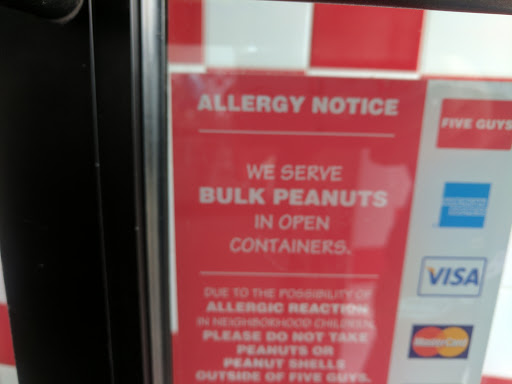 ALLERGY NOTICE
WE SERVE
BULK PEANUTS
IN OPEN
CONTAINERS.
DUE TO THE POSSIBILITY OF
ALLERGIC REACTION
IN NEIGHBORHOOD CHILDREN,
PLEASE DO NOT TAKE
PEANUTS OR
PEANUT SHELLS
OUTSIDE OF FIVE GUYS.
FIVE GUYS
VISA
MasterCard